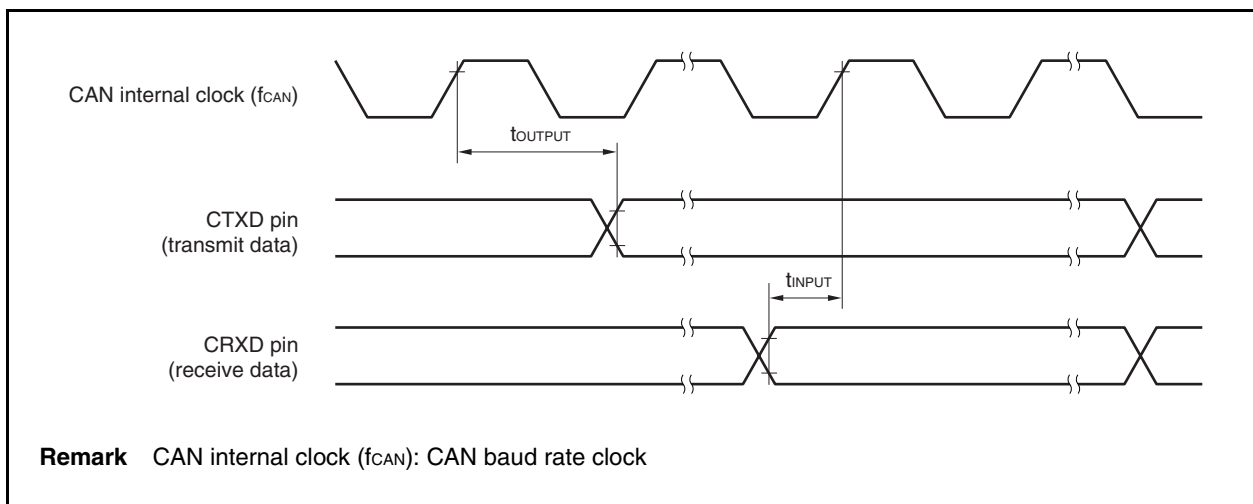 CAN internal clock (fCAN)
tOUTPUT
CTXD pin
(transmit data)
tINPUT
CRXD pin
(receive data)
Remark CAN internal clock (fCAN): CAN baud rate clock